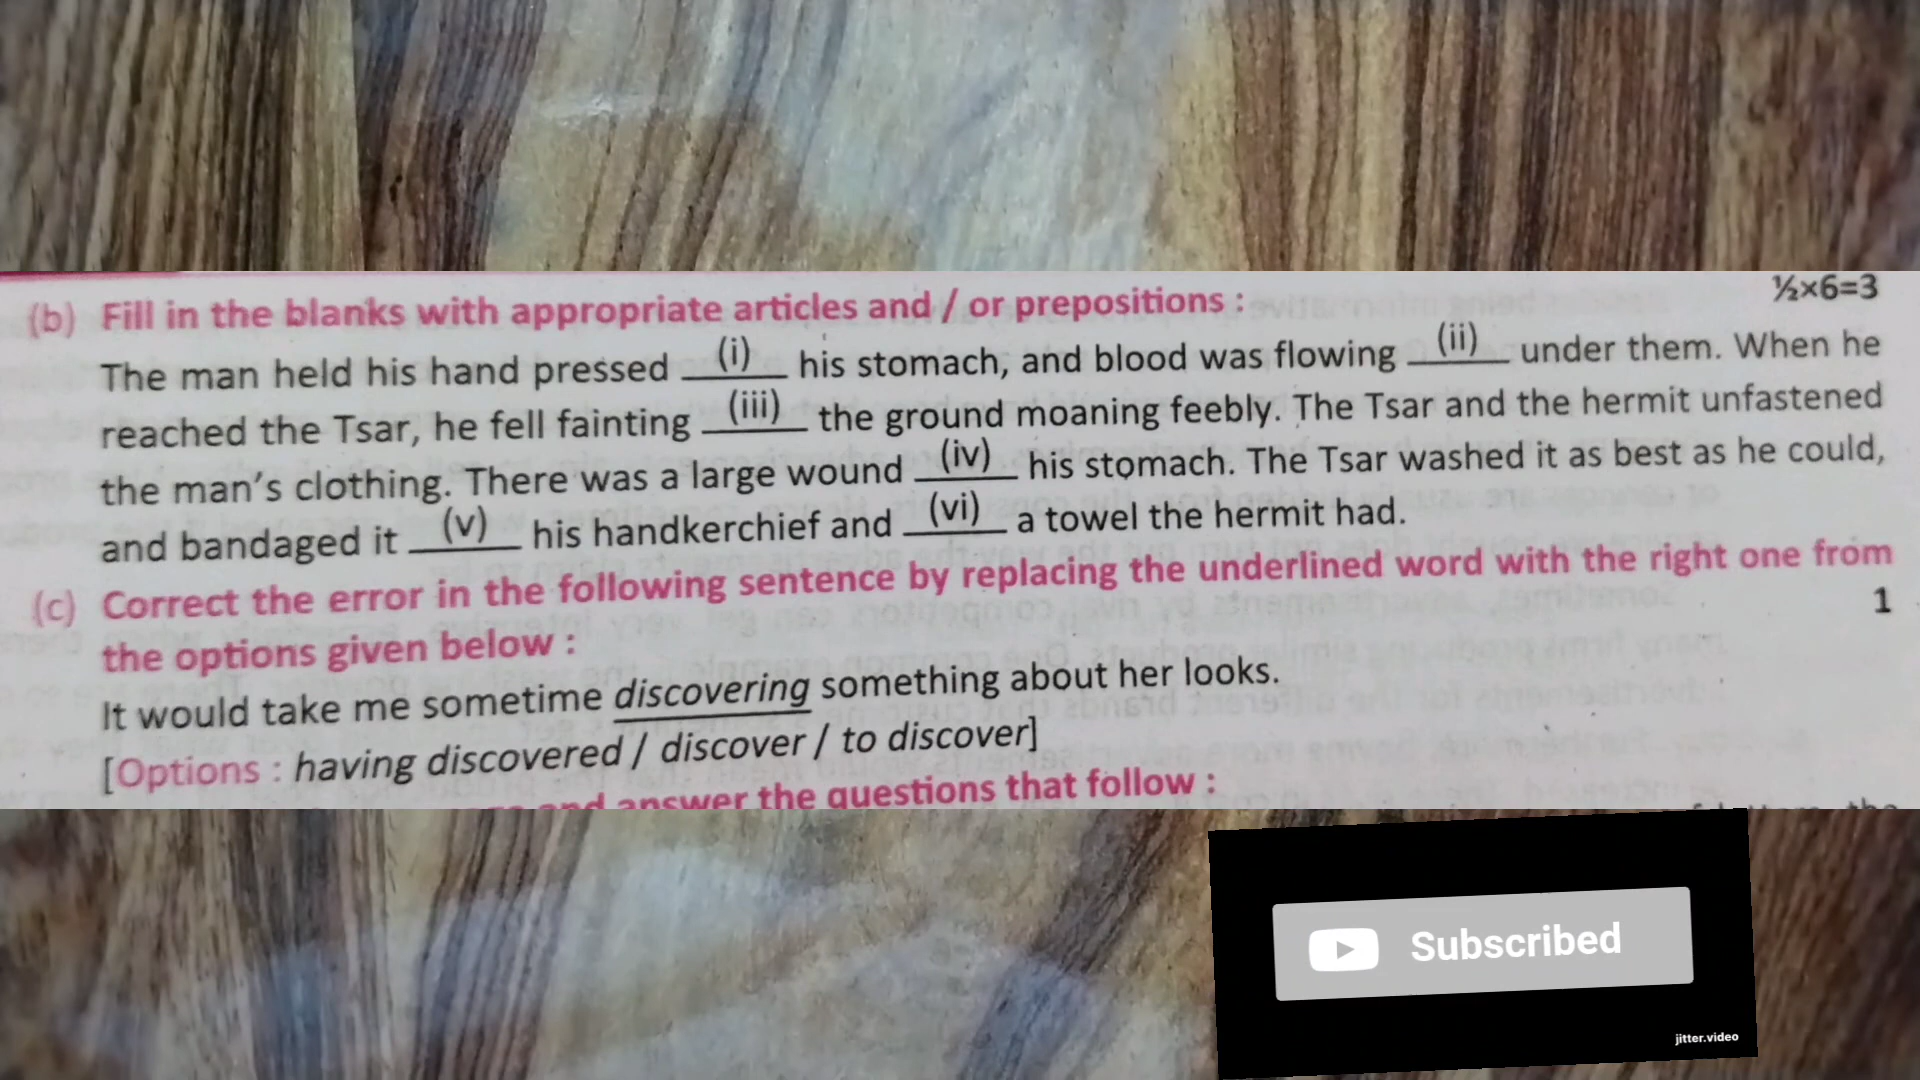 ½×6=3
(b) Fill in the blanks with appropriate articles and / or prepositions :
The man held his hand pressed (i) his stomach, and blood was flowing (ii) under them. When he
reached the Tsar, he fell fainting (iii) the ground moaning feebly. The Tsar and the hermit unfastened
the man's clothing. There was a large wound (iv) his stomach. The Tsar washed it as best as he could,
and bandaged it (v) his handkerchief and (vi) a towel the hermit had.
(c) Correct the error in the following sentence by replacing the underlined word with the right one from
the options given below :
1
It would take me sometime discovering something about her looks.
[Options : having discovered / discover / to discover]
and answer the questions that follow :
Subscribed
jitter.video